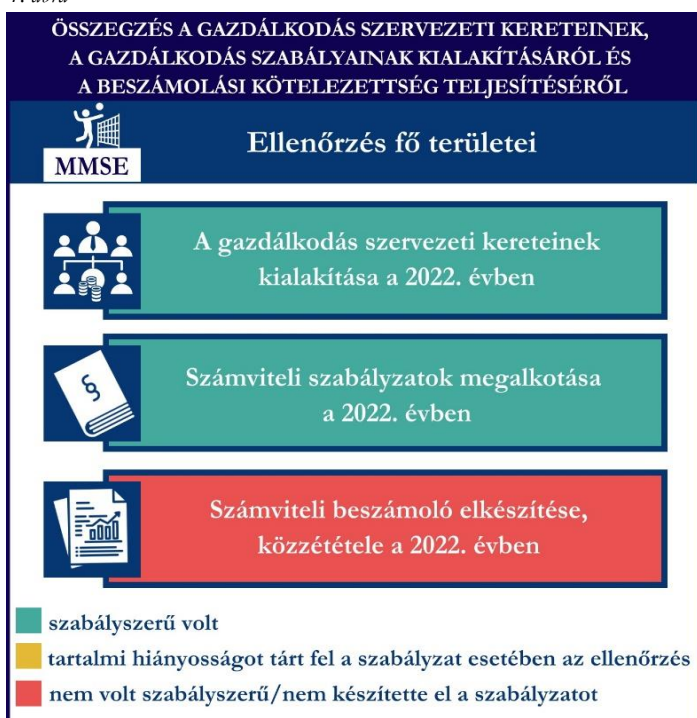 ÖSSZEGZÉS A GAZDÁLKODÁS SZERVEZETI KERETEINEK,
A GAZDÁLKODÁS SZABÁLYAINAK KIALAKÍTÁSÁRÓL ÉS
A BESZÁMOLÁSI KÖTELEZETTSÉG TELJESÍTÉSÉRŐL
MMSE
Ellenőrzés fő területei
A gazdálkodás szervezeti kereteinek
kialakítása a 2022. évben
§
Számviteli szabályzatok megalkotása
a 2022. évben
Számviteli beszámoló elkészítése,
közzététele a 2022. évben
szabályszerű volt
tartalmi hiányosságot tárt fel a szabályzat esetében az ellenőrzés
nem volt szabályszerű/nem készítette el a szabályzatot